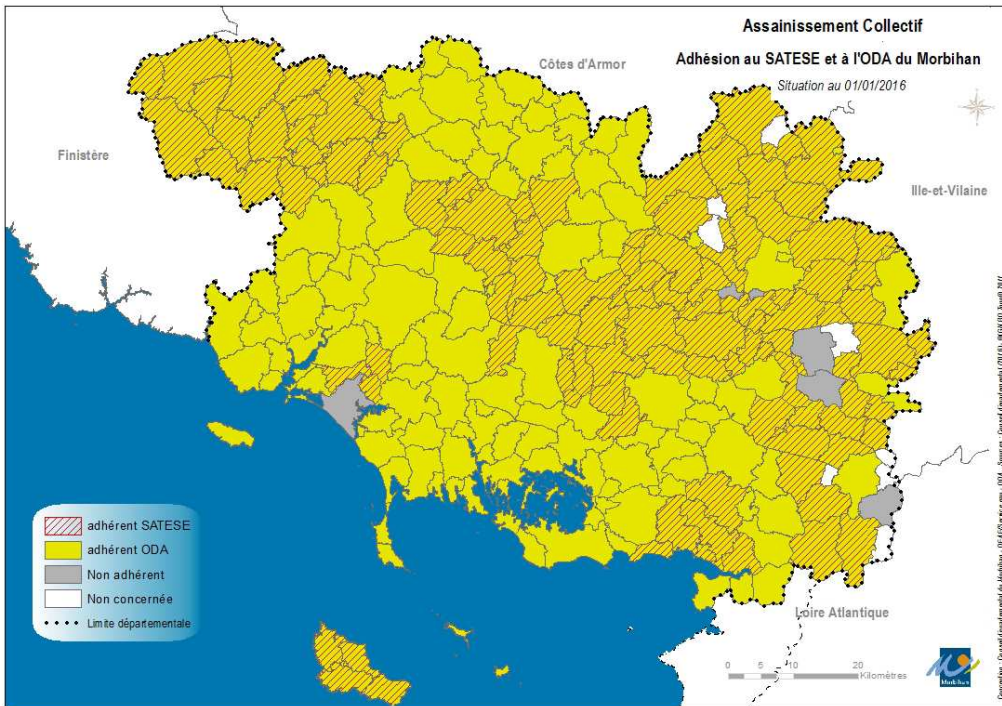 Assainissement Collectif
Adhésion au SATESE et à l'ODA du Morbihan
Situation au 01/01/2016
Côtes d'Armor
Finistère
Ille-et-Vilaine
Loire Atlantique
adhérent SATESE
adhérent ODA
Non adhérent
Non concernée
Limite départementale
0 5 10 20
Kilomètres
Morbihan